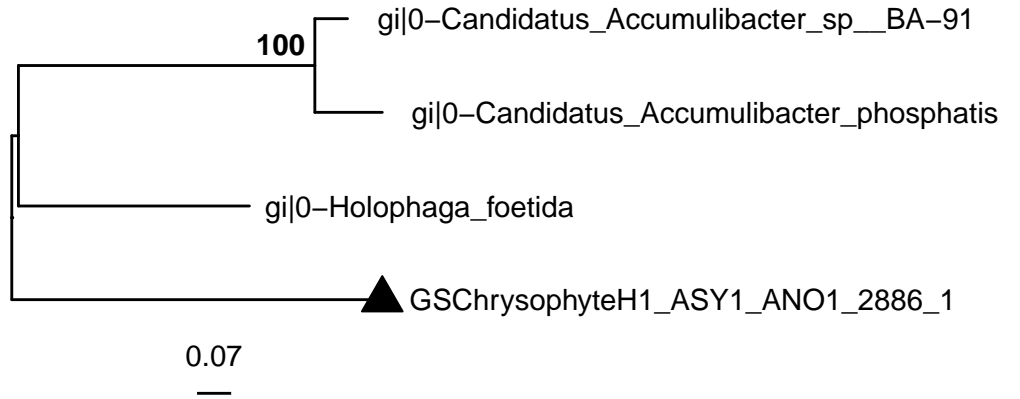 gi|0−Candidatus_Accumulibacter_sp__BA−91
100
gi|0−Candidatus_Accumulibacter_phosphatis
gi|0−Holophaga_foetida
GSChrysophyteH1_ASY1_ANO1_2886_1
0.07